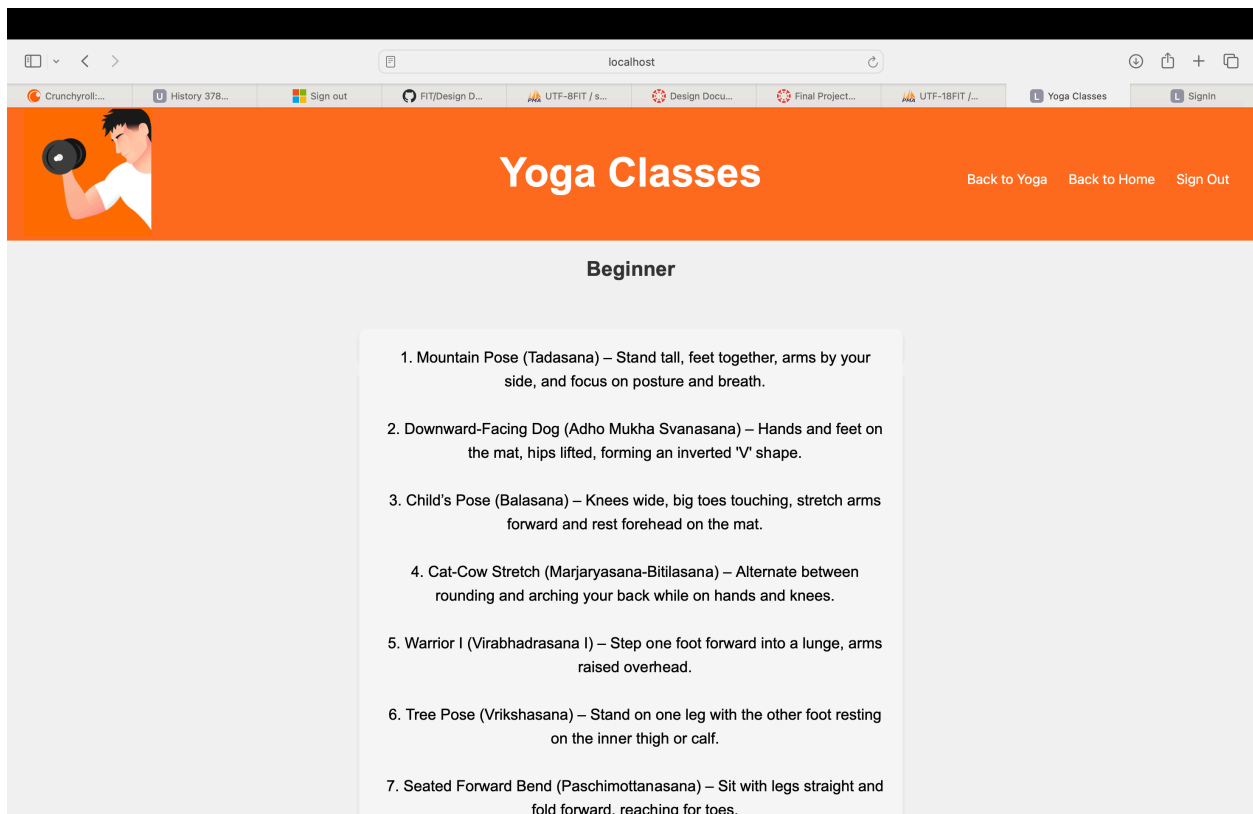 localhost
Crunchyroll:...
U History 378...
Sign out
FIT/Design D...
PMA UTF-8FIT / s...
Design Docu...
Final Project...
PMA UTF-18FIT /...
L Yoga Classes
L SignIn
Yoga Classes
Back to Yoga
Back to Home
Sign Out
Beginner
1. Mountain Pose (Tadasana) – Stand tall, feet together, arms by your
side, and focus on posture and breath.
2. Downward-Facing Dog (Adho Mukha Svanasana) – Hands and feet on
the mat, hips lifted, forming an inverted 'V' shape.
3. Child’s Pose (Balasana) – Knees wide, big toes touching, stretch arms
forward and rest forehead on the mat.
4. Cat-Cow Stretch (Marjaryasana-Bitilasana) – Alternate between
rounding and arching your back while on hands and knees.
5. Warrior I (Virabhadrasana I) – Step one foot forward into a lunge, arms
raised overhead.
6. Tree Pose (Vrikshasana) – Stand on one leg with the other foot resting
on the inner thigh or calf.
7. Seated Forward Bend (Paschimottanasana) – Sit with legs straight and
fold forward, reaching for toes.